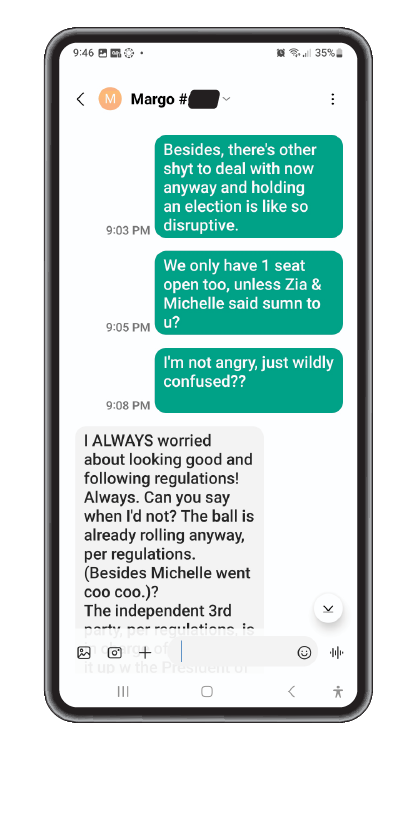 9:46 35%
M Margo #
Besides, there's other
shyt to deal with now
anyway and holding
an election is like so
disruptive.
9:03 PM
We only have 1 seat
open too, unless Zia &
Michelle said sumn to
u?
9:05 PM
I'm not angry, just wildly
confused??
9:08 PM
I ALWAYS worried
about looking good and
following regulations!
Always. Can you say
when I'd not? The ball is
already rolling anyway,
per regulations.
(Besides Michelle went
coo coo.)?
The independent 3rd
party, per regulations, is
of
it up w the President of